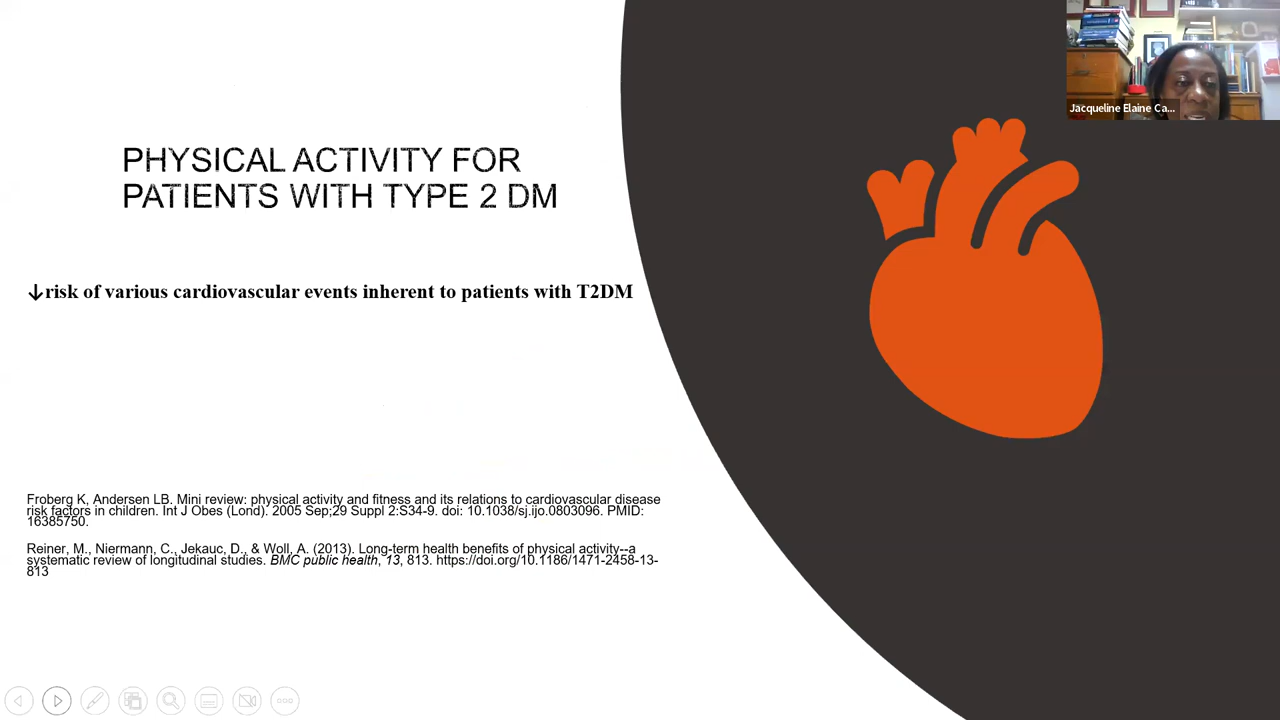 Jacqueline Elaine Ca...
PHYSICAL ACTIVITY FOR
PATIENTS WITH TYPE 2 DM
↓risk of various cardiovascular events inherent to patients with T2DM
Froberg K, Andersen LB. Mini review: physical activity and fitness and its relations to cardiovascular disease
risk factors in children. Int J Obes (Lond). 2005 Sep;29 Suppl 2:S34-9. doi: 10.1038/sj.ijo.0803096. PMID:
16385750.
Reiner, M., Niermann, C., Jekauc, D., & Woll, A. (2013). Long-term health benefits of physical activity--a
systematic review of longitudinal studies. BMC public health, 13, 813. https://doi.org/10.1186/1471-2458-13-
813